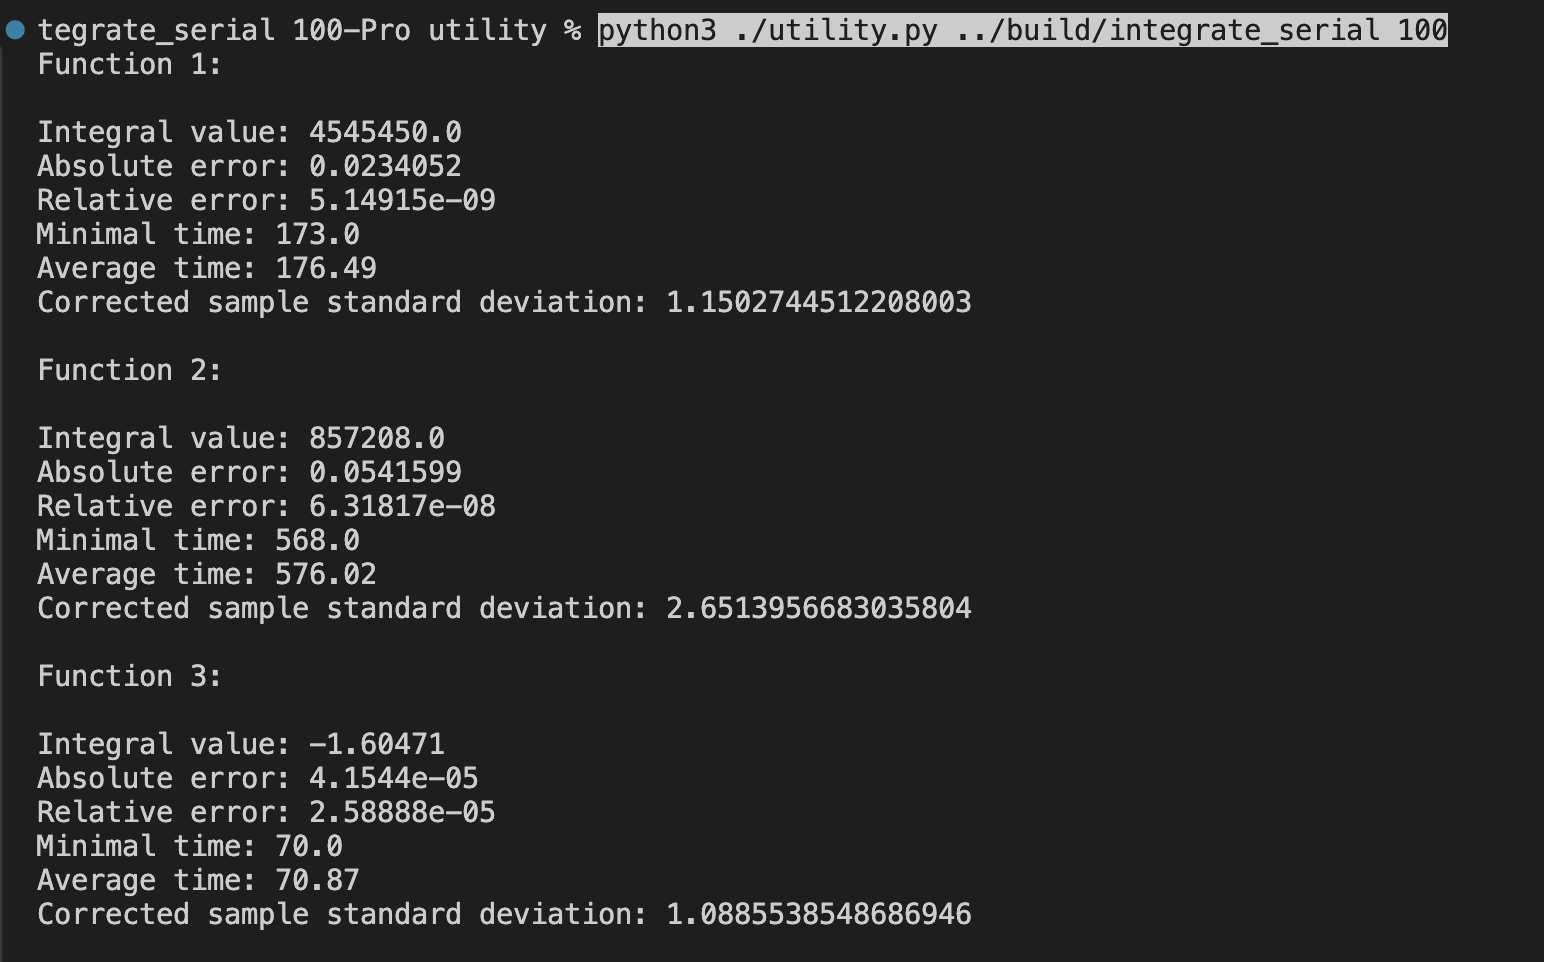 tegrate_serial 100-Pro utility % python3 ./utility.py ../build/integrate_serial 100
Function 1:
Integral value: 4545450.0
Absolute error: 0.0234052
Relative error: 5.14915e-09
Minimal time: 173.0
Average time: 176.49
Corrected sample standard deviation: 1.1502744512208003
Function 2:
Integral value: 857208.0
Absolute error: 0.0541599
Relative error: 6.31817e-08
Minimal time: 568.0
Average time: 576.02
Corrected sample standard deviation: 2.6513956683035804
Function 3:
Integral value: -1.60471
Absolute error: 4.1544e-05
Relative error: 2.58888e-05
Minimal time: 70.0
Average time: 70.87
Corrected sample standard deviation: 1.0885538548686946